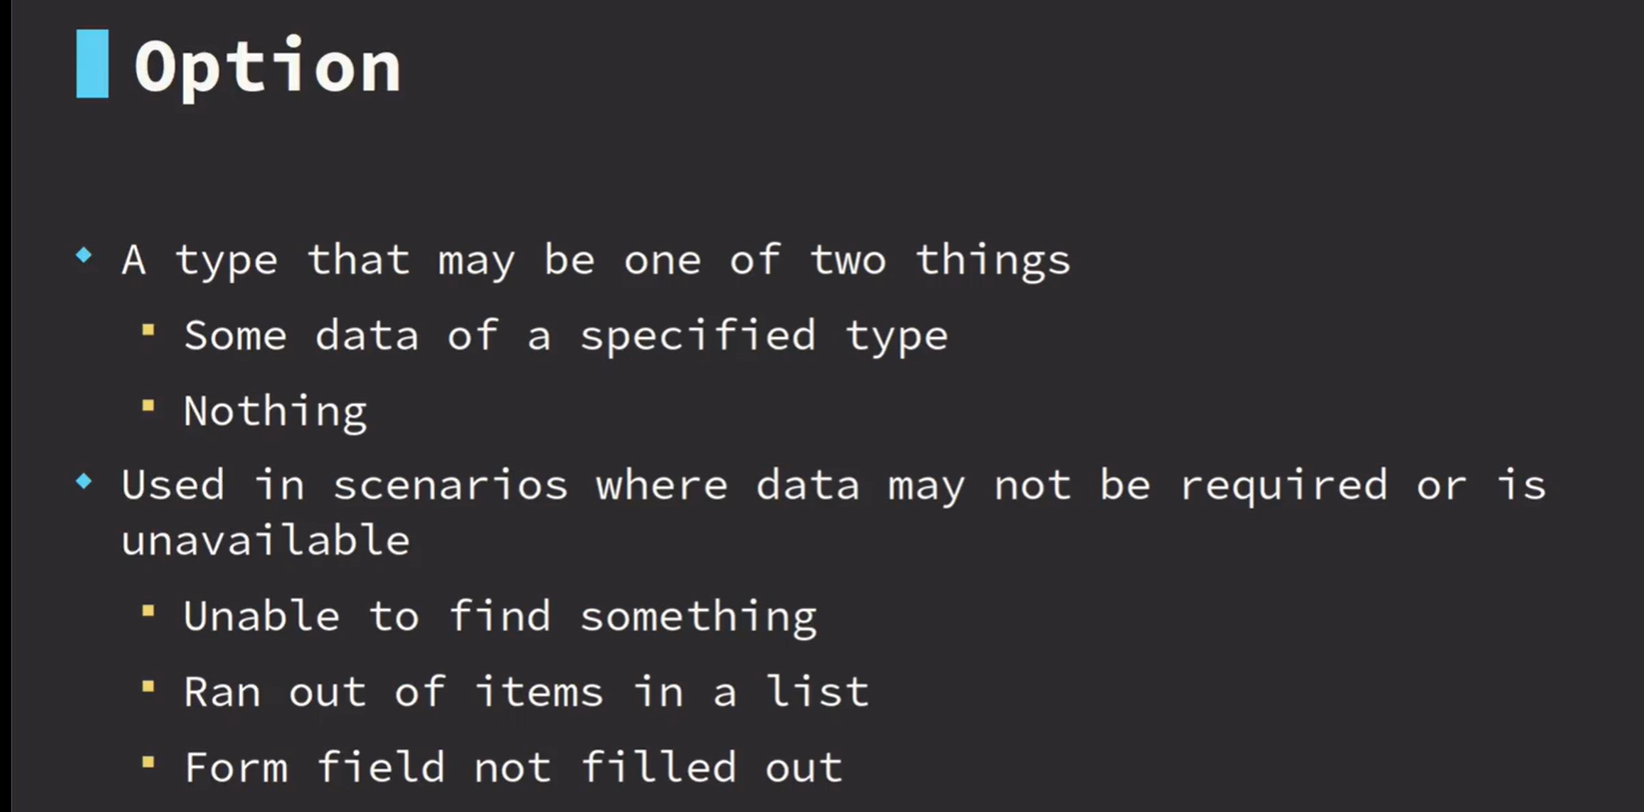 Option
A type that may be one of two things
Some data of a specified type
Nothing
Used in scenarios where data may not be required or is
unavailable
Unable to find something
Ran out of items in a list
Form field not filled out